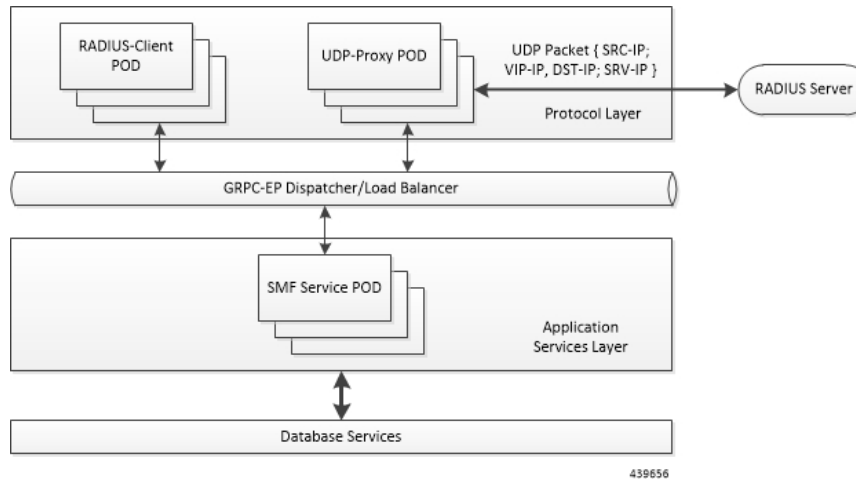 RADIUS-Client
POD
UDP-Proxy POD
UDP Packet { SRC-IP;
VIP-IP, DST-IP; SRV-IP }
RADIUS Server
Protocol Layer
GRPC-EP Dispatcher/Load Balancer
SMF Service POD
Application
Services Layer
Database Services
439656